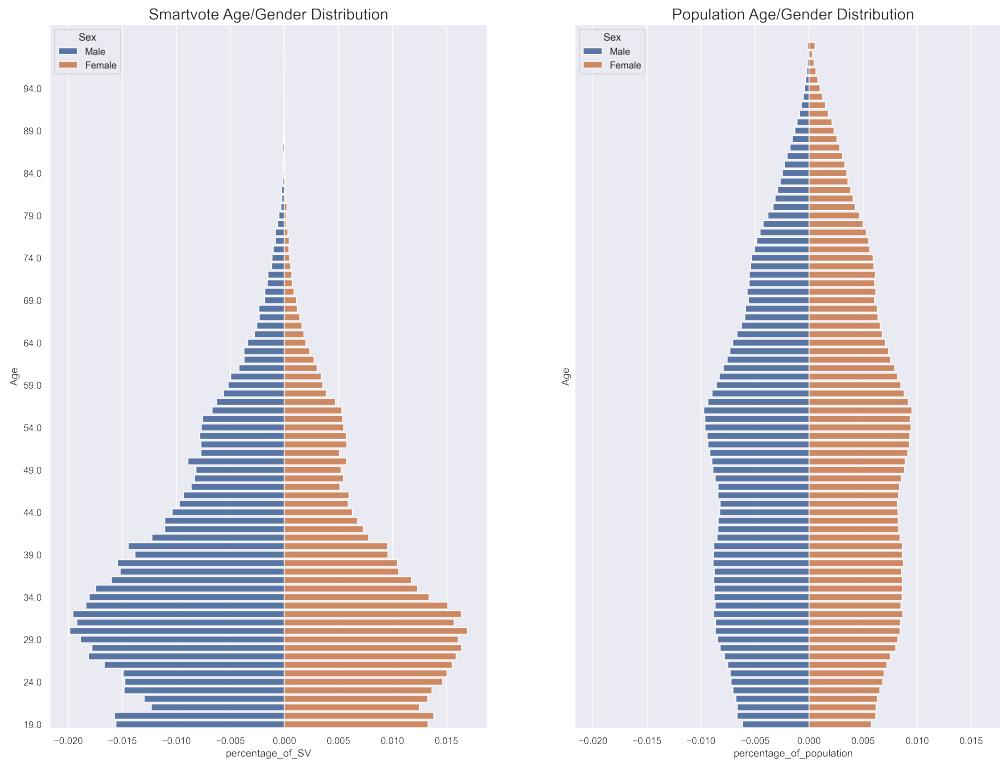 Smartvote Age/Gender Distribution
Sex
Male
Female
94.0
89.0
84.0
79.0
74.0
69.0
64.0
59.0
54.0
49.0
44.0
39.0
34.0
29.0
24.0
19.0
Age
−0.020 −0.015 −0.010 −0.005 0.000 0.005 0.010 0.015
percentage_of_SV
Population Age/Gender Distribution
Sex
Male
Female
Age
−0.020 −0.015 −0.010 −0.005 0.000 0.005 0.010 0.015
percentage_of_population